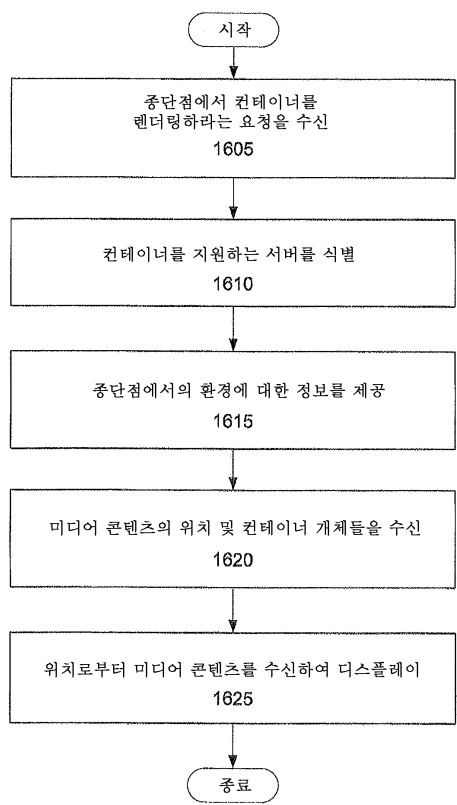 시작
종단점에서 컨테이너를
렌더링하라는 요청을 수신
1605
컨테이너를 지원하는 서버를 식별
1610
종단점에서의 환경에 대한 정보를 제공
1615
미디어 콘텐츠의 위치 및 컨테이너 개체들을 수신
1620
위치로부터 미디어 콘텐츠를 수신하여 디스플레이
1625
종료